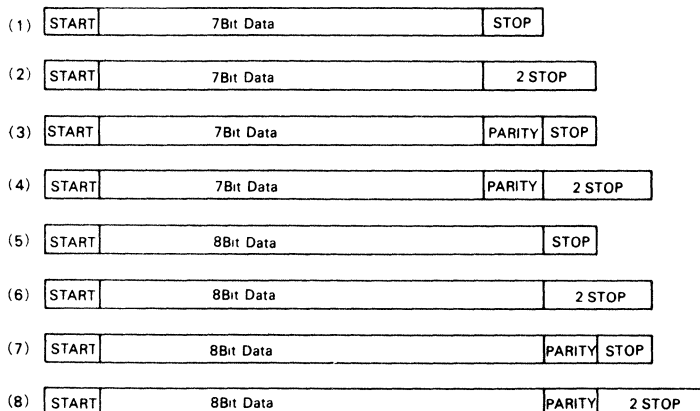 (1) START 7Bit Data STOP
(2) START 7Bit Data 2 STOP
(3) START 7Bit Data PARITY STOP
(4) START 7Bit Data PARITY 2 STOP
(5) START 8Bit Data STOP
(6) START 8Bit Data 2 STOP
(7) START 8Bit Data PARITY STOP
(8) START 8Bit Data PARITY 2 STOP